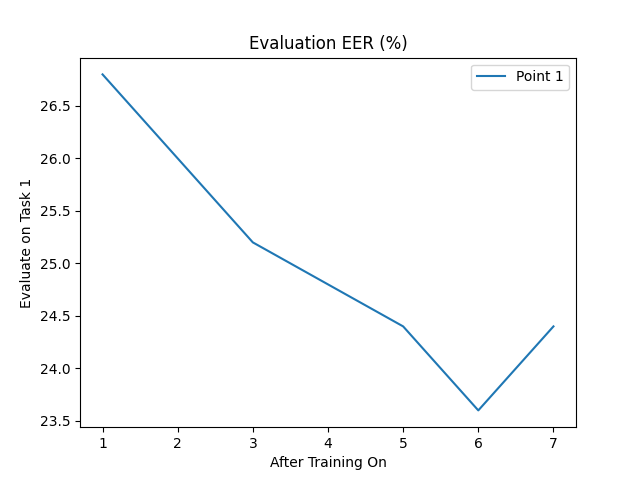 Evaluation EER (%)
Point 1
26.5
26.0
25.5
25.0
24.5
24.0
23.5
Evaluate on Task 1
1 2 3 4 5 6 7
After Training On